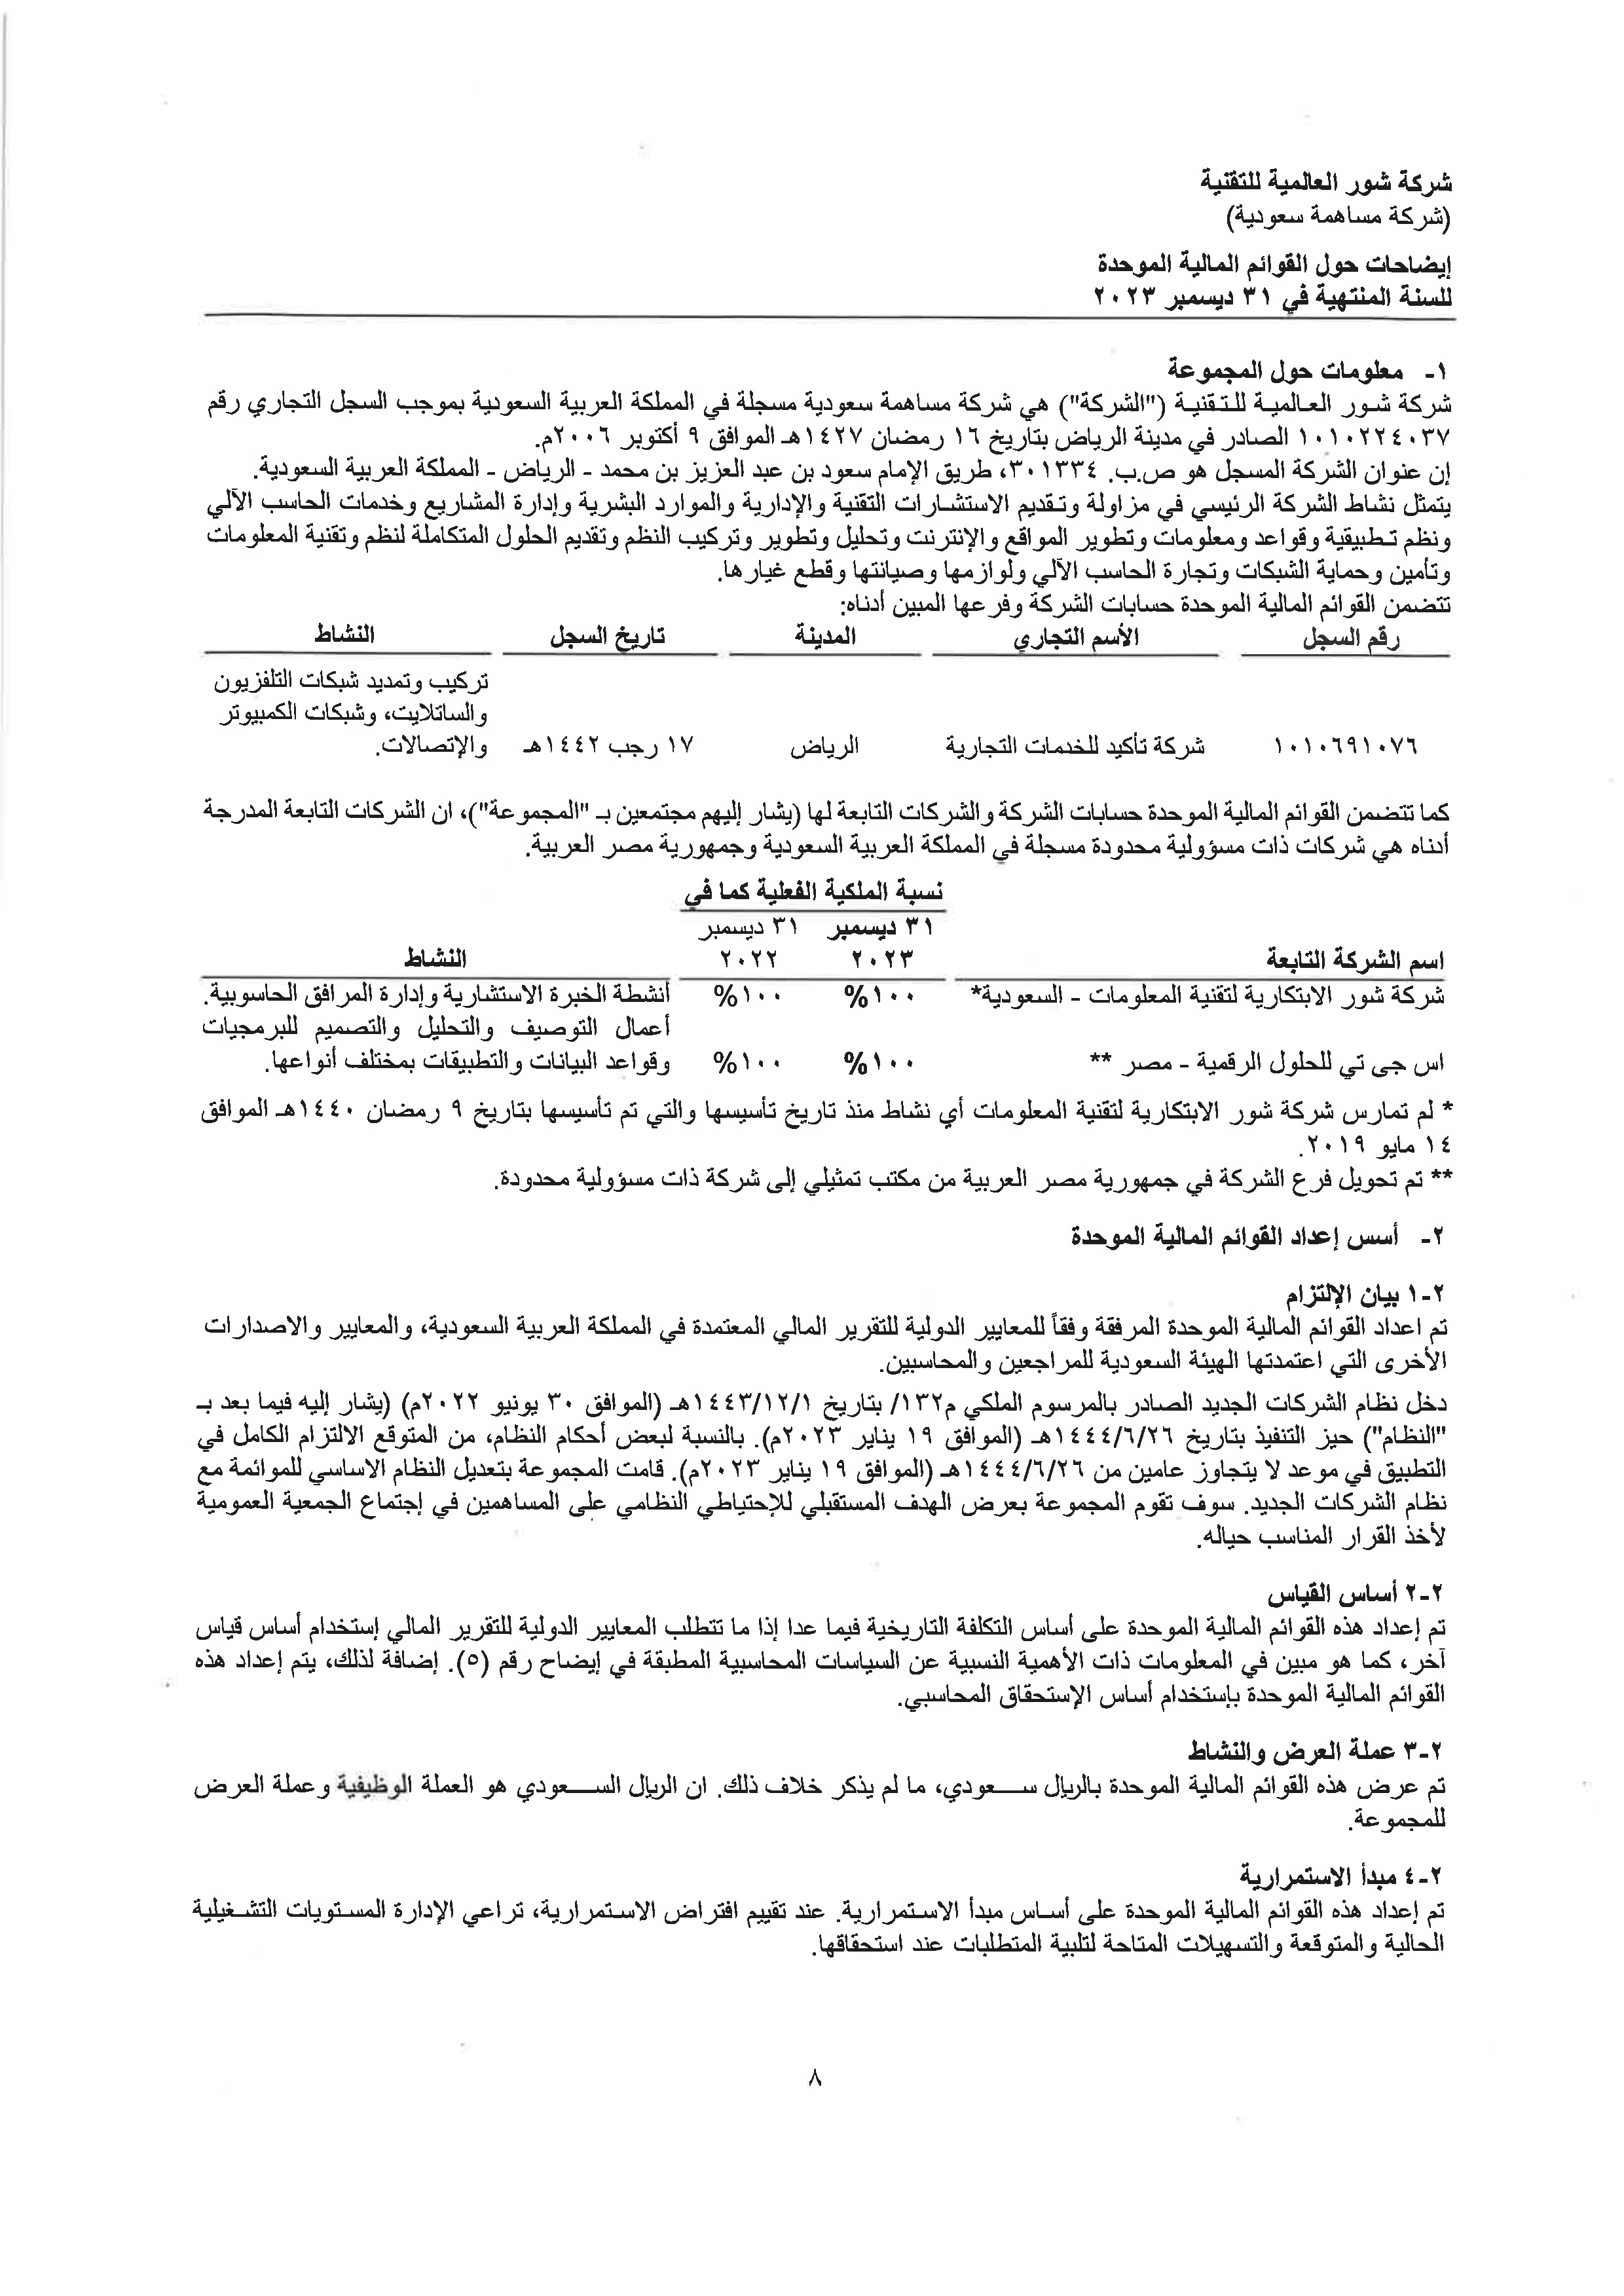 شركة شور العالمية للتقنية
(شركة مساهمة سعودية)
إيضاحات حول القوائم المالية الموحدة
للسنة المنتهية في ٣١ ديسمبر ٢٠٢٣
١- معلومات حول المجموعة
شركة شور العالمية للتقنية ("الشركة") هي شركة مساهمة سعودية مسجلة في المملكة العربية السعودية بموجب السجل التجاري رقم
١٠١٠٢٢٤٠٣٧ الصادر في مدينة الرياض بتاريخ ١٦ رمضان ١٤٢٧هـ الموافق ٩ أكتوبر ٢٠٠٦م.
إن عنوان الشركة المسجل هو ص.ب. ٣٠١٣٣٤، طريق الإمام سعود بن عبد العزيز بن محمد - الرياض - المملكة العربية السعودية.
يتمثل نشاط الشركة الرئيسي في مزاولة وتقديم الاستشارات التقنية والإدارية والموارد البشرية وإدارة المشاريع وخدمات الحاسب الآلي
ونظم تطبيقية وقواعد ومعلومات وتطوير المواقع والإنترنت وتحليل وتطوير وتركيب النظم وتقديم الحلول المتكاملة لنظم وتقنية المعلومات
وتأمين وحماية الشبكات وتجارة الحاسب الآلي ولوازمها وصيانتها وقطع غيارها.
تتضمن القوائم المالية الموحدة حسابات الشركة وفرعها المبين أدناه:
رقم السجل الأسم التجاري المدينة تاريخ السجل النشاط
تركيب وتمديد شبكات التلفزيون
والساتلايت، وشبكات الكمبيوتر
١٠١٠٦٩١٠٧٦ شركة تأكيد للخدمات التجارية الرياض ١٧ رجب ١٤٤٢هـ والإتصالات.
كما تتضمن القوائم المالية الموحدة حسابات الشركة والشركات التابعة لها (يشار إليهم مجتمعين بـ "المجموعة")، ان الشركات التابعة المدرجة
أدناه هي شركات ذات مسؤولية محدودة مسجلة في المملكة العربية السعودية وجمهورية مصر العربية.
نسبة الملكية الفعلية كما في
٣١ ديسمبر ٣١ ديسمبر
اسم الشركة التابعة ٢٠٢٣ ٢٠٢٢ النشاط
شركة شور الابتكارية لتقنية المعلومات - السعودية* ١٠٠% ١٠٠% أنشطة الخبرة الاستشارية وإدارة المرافق الحاسوبية.
أعمال التوصيف والتحليل والتصميم للبرمجيات
اس جى تي للحلول الرقمية - مصر ** ١٠٠% ١٠٠% وقواعد البيانات والتطبيقات بمختلف أنواعها.
* لم تمارس شركة شور الابتكارية لتقنية المعلومات أي نشاط منذ تاريخ تأسيسها والتي تم تأسيسها بتاريخ ٩ رمضان ١٤٤٠هـ الموافق
١٤ مايو ٢٠١٩.
** تم تحويل فرع الشركة في جمهورية مصر العربية من مكتب تمثيلي إلى شركة ذات مسؤولية محدودة.
٢- أسس إعداد القوائم المالية الموحدة
٢-١ بيان الإلتزام
تم اعداد القوائم المالية الموحدة المرفقة وفقاً للمعايير الدولية للتقرير المالي المعتمدة في المملكة العربية السعودية، والمعايير والاصدارات
الأخرى التي اعتمدتها الهيئة السعودية للمراجعين والمحاسبين.
دخل نظام الشركات الجديد الصادر بالمرسوم الملكي م/١٣٢ بتاريخ ١٤٤٣/١٢/١هـ (الموافق ٣٠ يونيو ٢٠٢٢م) (يشار إليه فيما بعد بـ
"النظام") حيز التنفيذ بتاريخ ١٤٤٤/٦/٢٦هـ (الموافق ١٩ يناير ٢٠٢٣م). بالنسبة لبعض أحكام النظام، من المتوقع الالتزام الكامل في
التطبيق في موعد لا يتجاوز عامين من ١٤٤٤/٦/٢٦هـ (الموافق ١٩ يناير ٢٠٢٣م). قامت المجموعة بتعديل النظام الاساسي للموائمة مع
نظام الشركات الجديد. سوف تقوم المجموعة بعرض الهدف المستقبلي للإحتياطي النظامي على المساهمين في إجتماع الجمعية العمومية
لأخذ القرار المناسب حياله.
٢-٢ أساس القياس
تم إعداد هذه القوائم المالية الموحدة على أساس التكلفة التاريخية فيما عدا إذا ما تتطلب المعايير الدولية للتقرير المالي إستخدام أساس قياس
آخر، كما هو مبين في المعلومات ذات الأهمية النسبية عن السياسات المحاسبية المطبقة في إيضاح رقم (٥). إضافة لذلك، يتم إعداد هذه
القوائم المالية الموحدة بإستخدام أساس الإستحقاق المحاسبي.
٢-٣ عملة العرض والنشاط
تم عرض هذه القوائم المالية الموحدة بالريال سعودي، ما لم يذكر خلاف ذلك. ان الريال السعودي هو العملة الوظيفية وعملة العرض
للمجموعة.
٢-٤ مبدأ الاستمرارية
تم إعداد هذه القوائم المالية الموحدة على أساس مبدأ الاستمرارية. عند تقييم افتراض الاستمرارية، تراعي الإدارة المستويات التشغيلية
الحالية والمتوقعة والتسهيلات المتاحة لتلبية المتطلبات عند استحقاقها.
٨